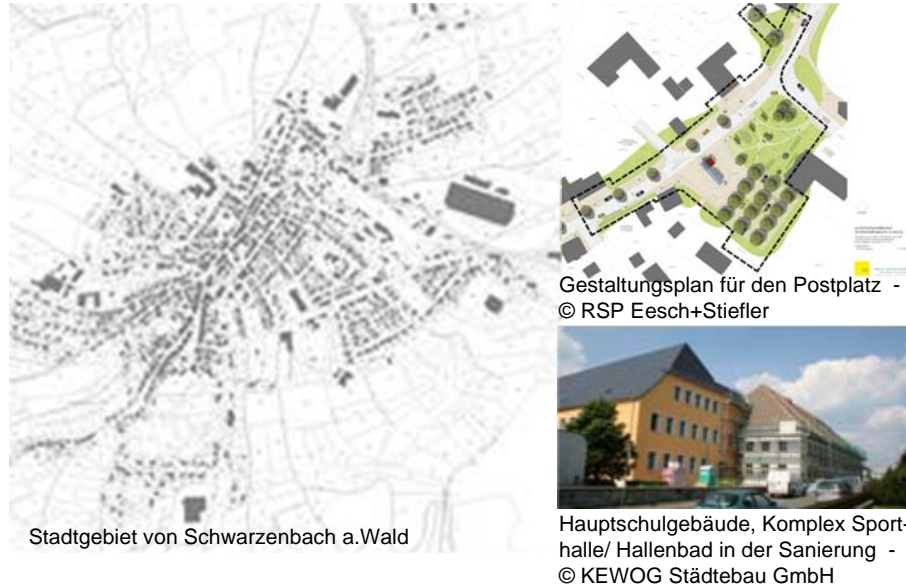 Stadtgebiet von Schwarzenbach a.Wald
Gestaltungsplan für den Postplatz -
© RSP Eesch+Stiefler
Hauptschulgebäude, Komplex Sport-
halle/ Hallenbad in der Sanierung -
© KEWOG Städtebau GmbH